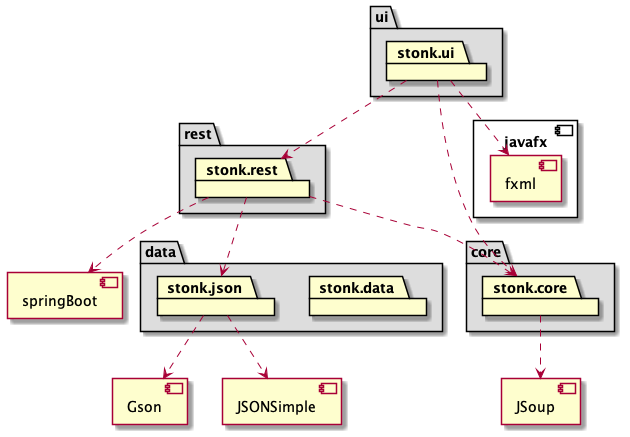 ui
stonk.ui
rest
stonk.rest
javafx
fxml
data
core
springBoot
stonk.json
stonk.data
stonk.core
Gson
JSONSimple
JSoup